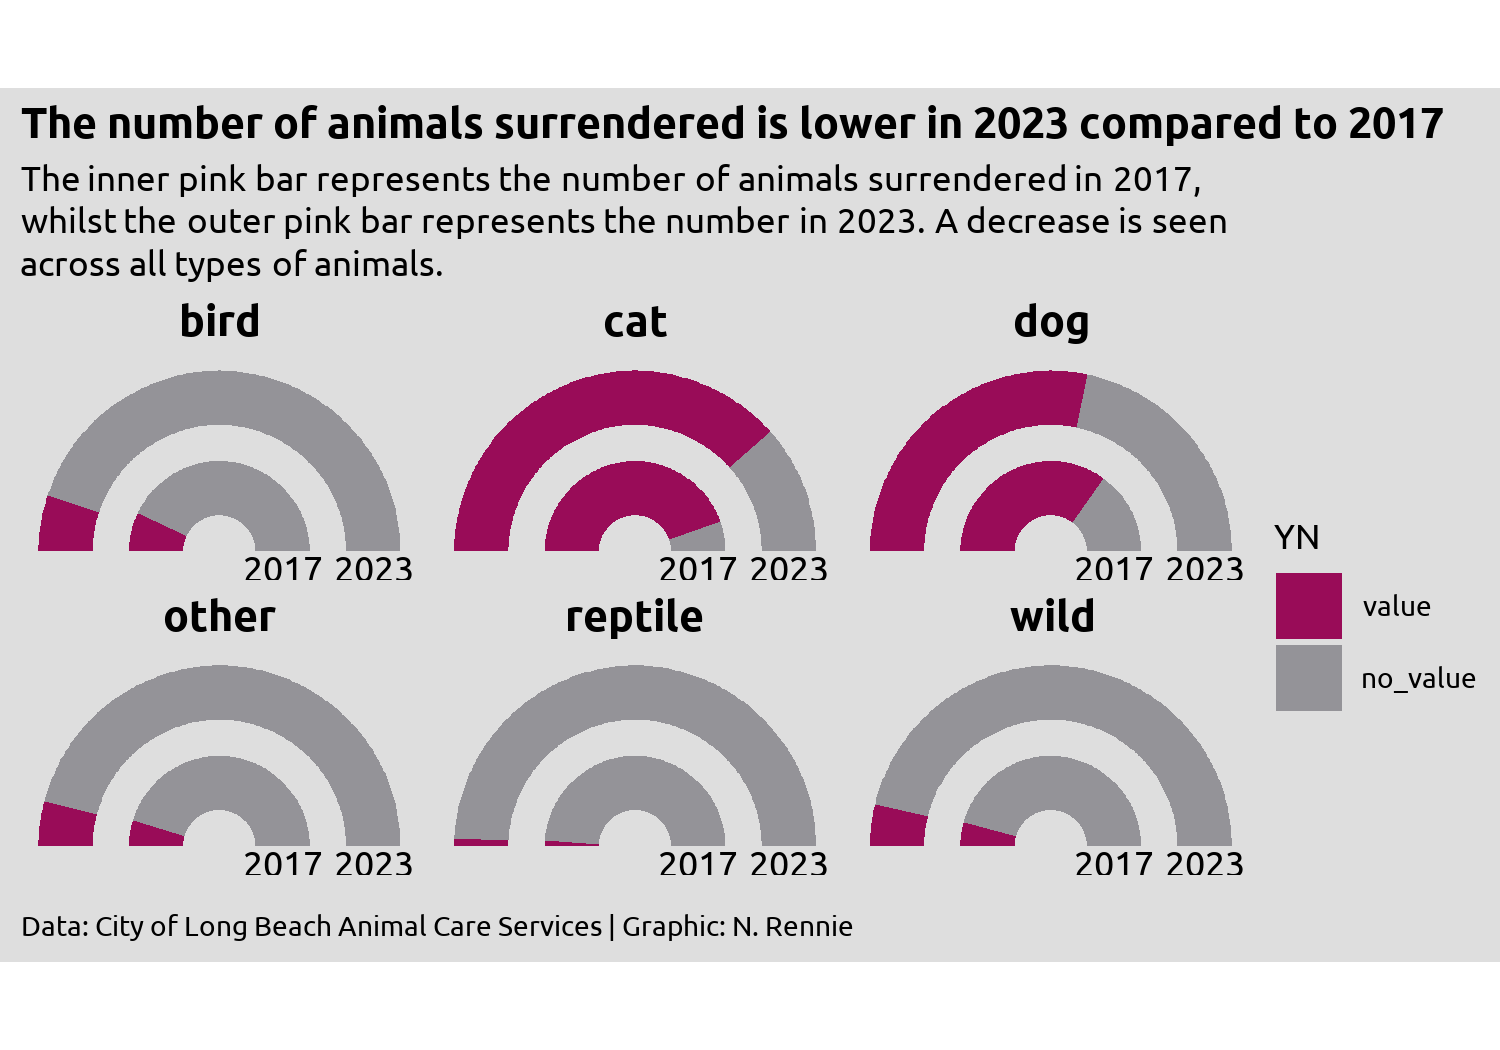 The number of animals surrendered is lower in 2023 compared to 2017
The inner pink bar represents the number of animals surrendered in 2017,
whilst the outer pink bar represents the number in 2023. A decrease is seen
across all types of animals.
bird cat dog
2017 2023 2017 2023 2017 2023
other reptile wild
2017 2023 2017 2023 2017 2023
YN
value
no_value
Data: City of Long Beach Animal Care Services | Graphic: N. Rennie